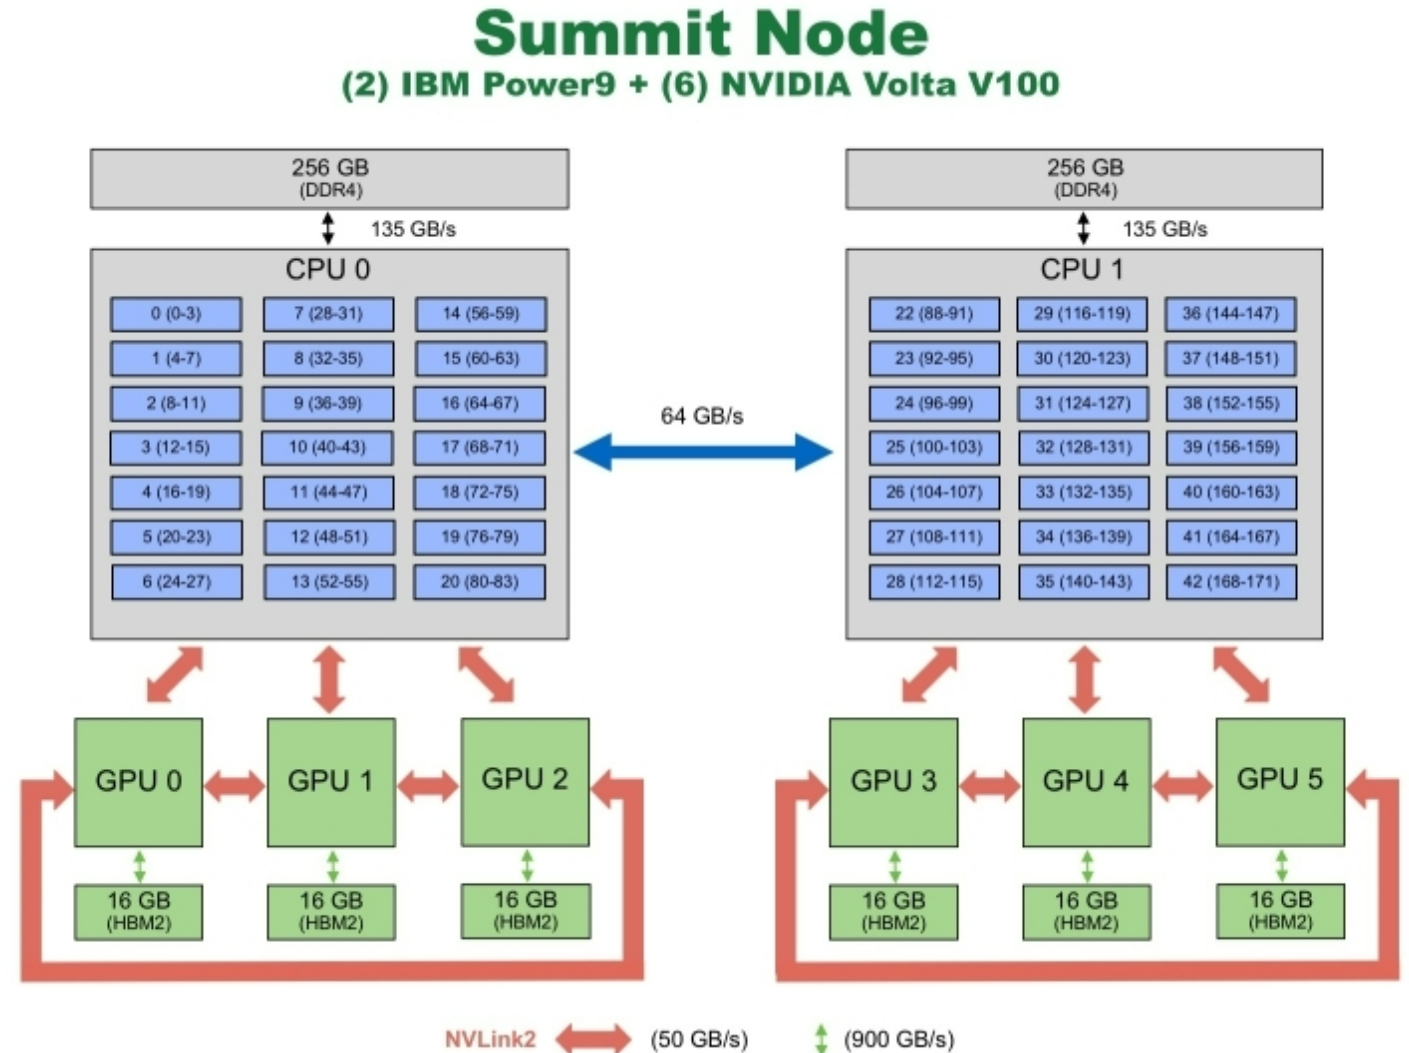 Summit Node
(2) IBM Power9 + (6) NVIDIA Volta V100
256 GB
(DDR4)
135 GB/s
CPU 0
0 (0-3)
7 (28-31)
14 (56-59)
1 (4-7)
8 (32-35)
15 (60-63)
2 (8-11)
9 (36-39)
16 (64-67)
3 (12-15)
10 (40-43)
17 (68-71)
4 (16-19)
11 (44-47)
18 (72-75)
5 (20-23)
12 (48-51)
19 (76-79)
6 (24-27)
13 (52-55)
20 (80-83)
64 GB/s
256 GB
(DDR4)
135 GB/s
CPU 1
22 (88-91)
29 (116-119)
36 (144-147)
23 (92-95)
30 (120-123)
37 (148-151)
24 (96-99)
31 (124-127)
38 (152-155)
25 (100-103)
32 (128-131)
39 (156-159)
26 (104-107)
33 (132-135)
40 (160-163)
27 (108-111)
34 (136-139)
41 (164-167)
28 (112-115)
35 (140-143)
42 (168-171)
GPU 0
GPU 1
GPU 2
16 GB
(HBM2)
16 GB
(HBM2)
16 GB
(HBM2)
GPU 3
GPU 4
GPU 5
16 GB
(HBM2)
16 GB
(HBM2)
16 GB
(HBM2)
NVLink2
(50 GB/s)
(900 GB/s)